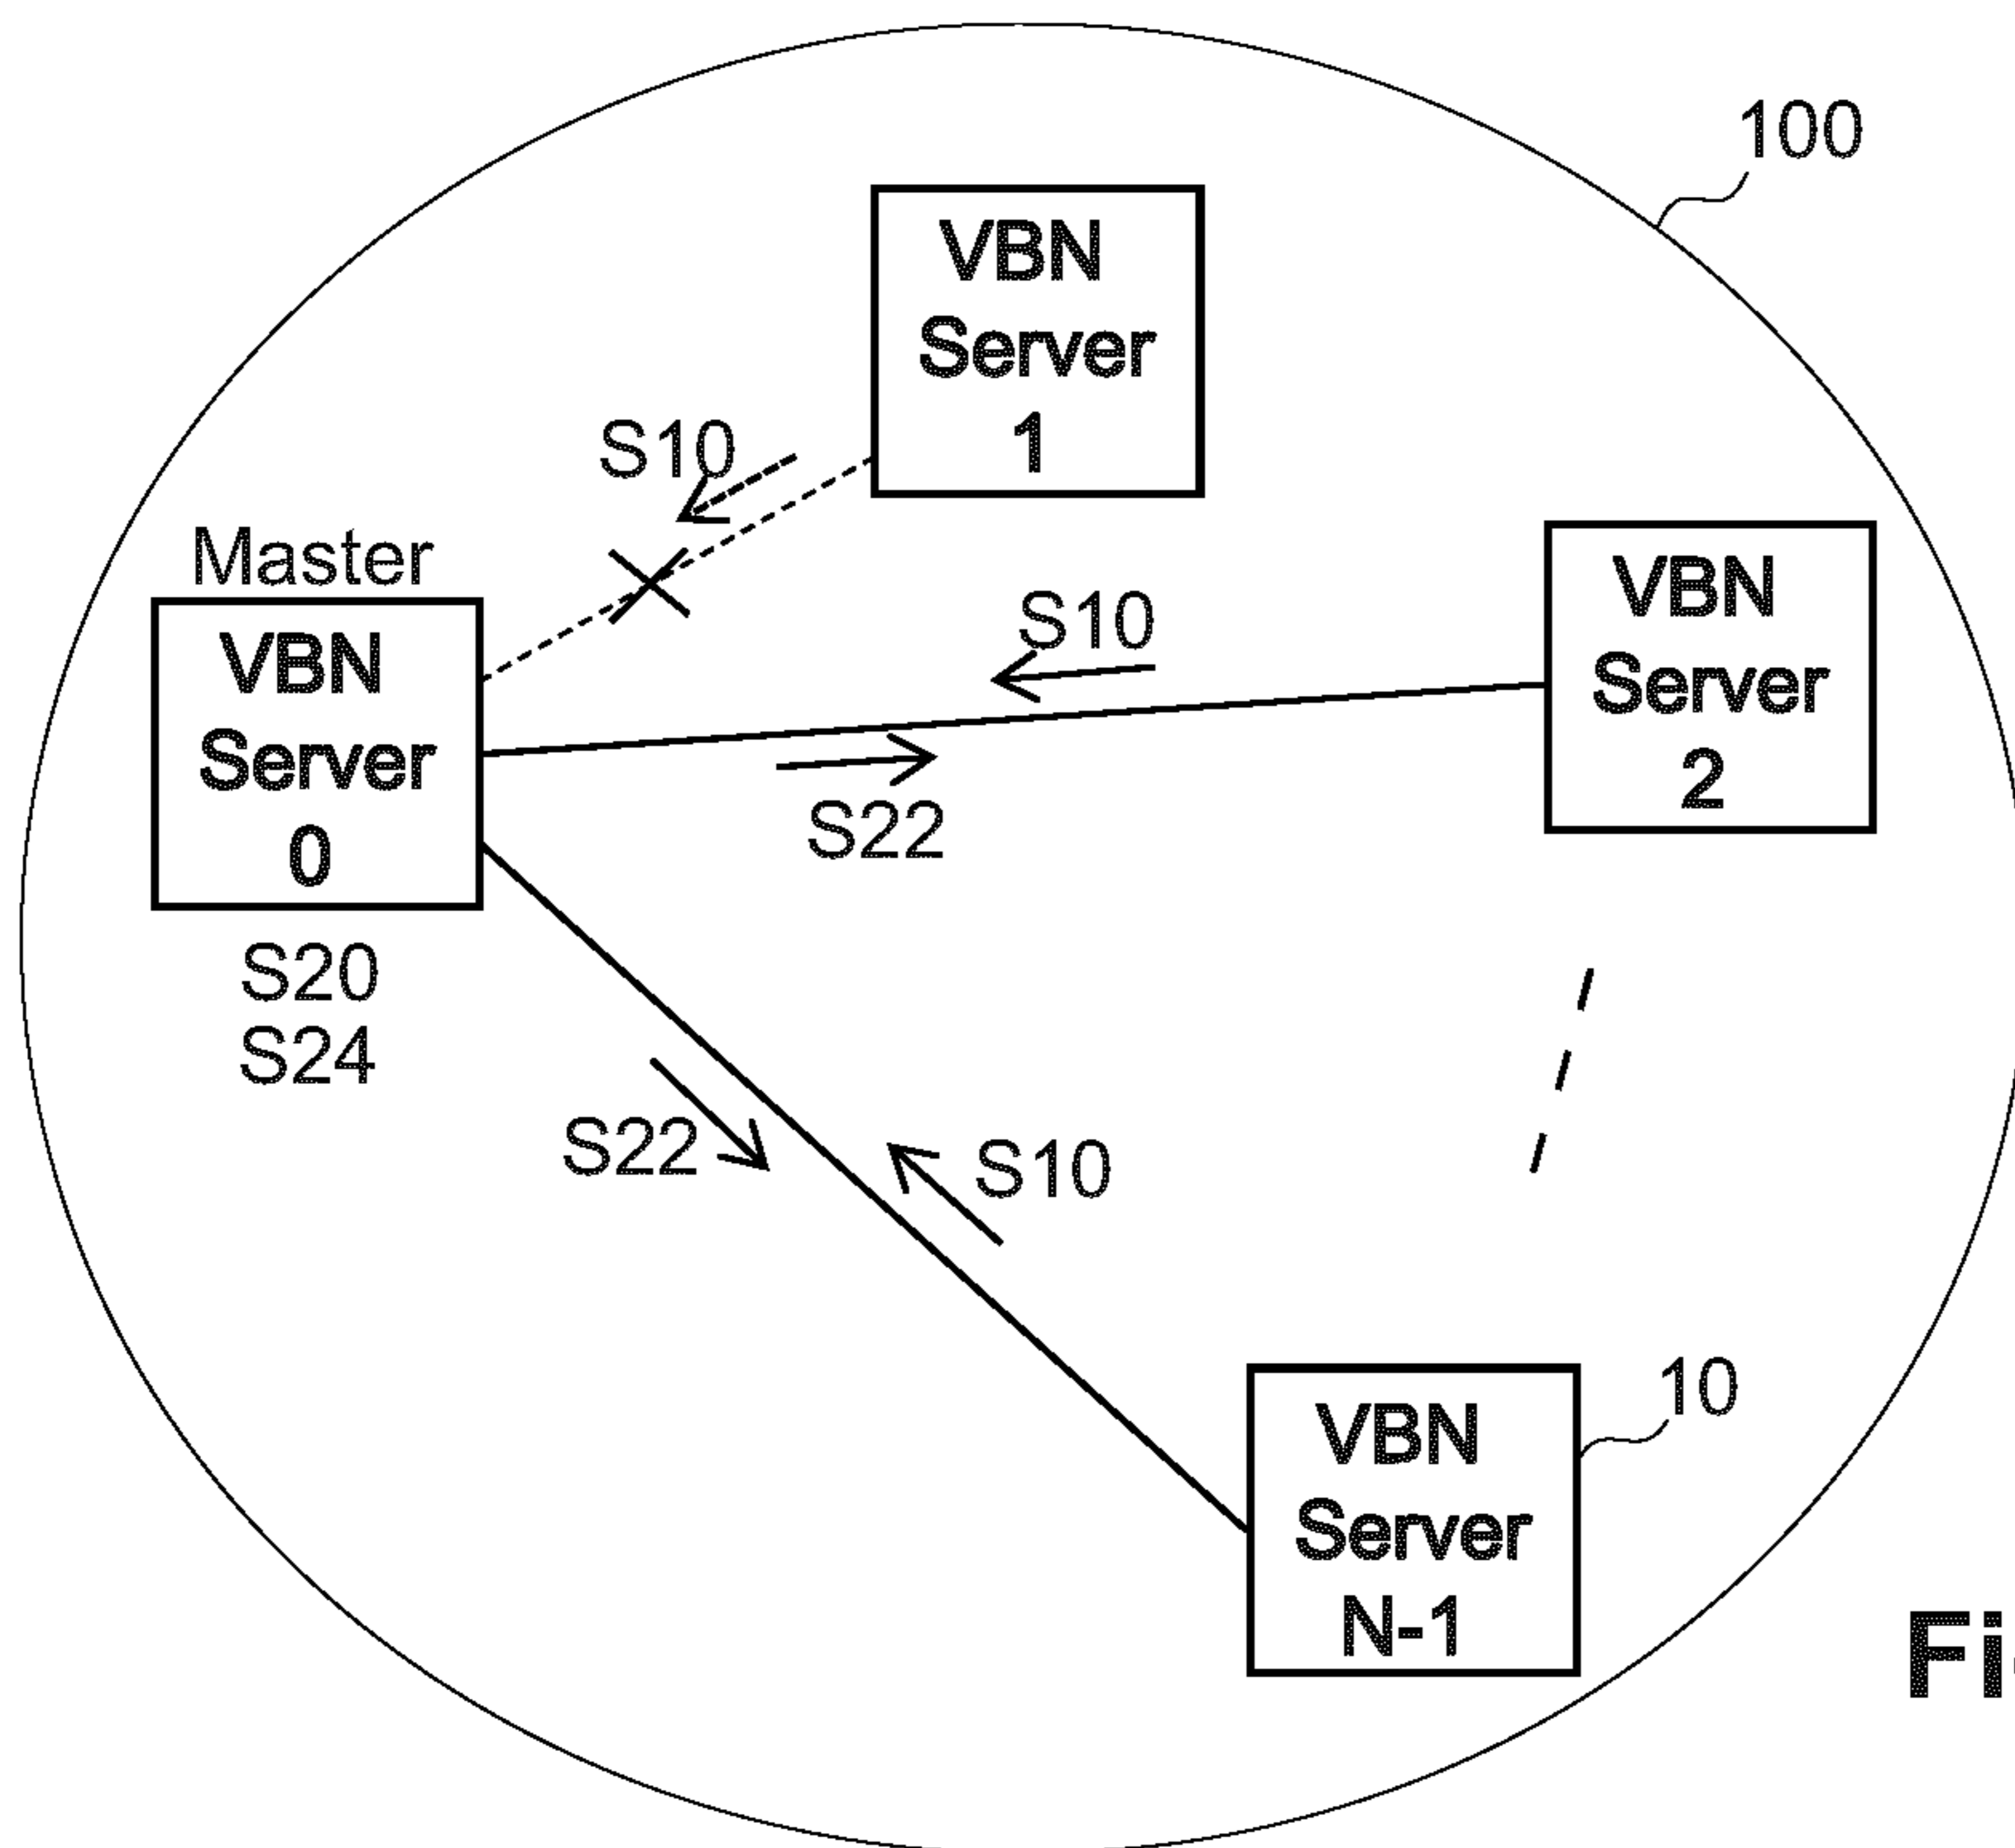 100
VBN
Server
1
S10
Master
VBN
Server
0
S10
VBN
Server
2
S22
S20
S24
S22
S10
10
VBN
Server
N-1